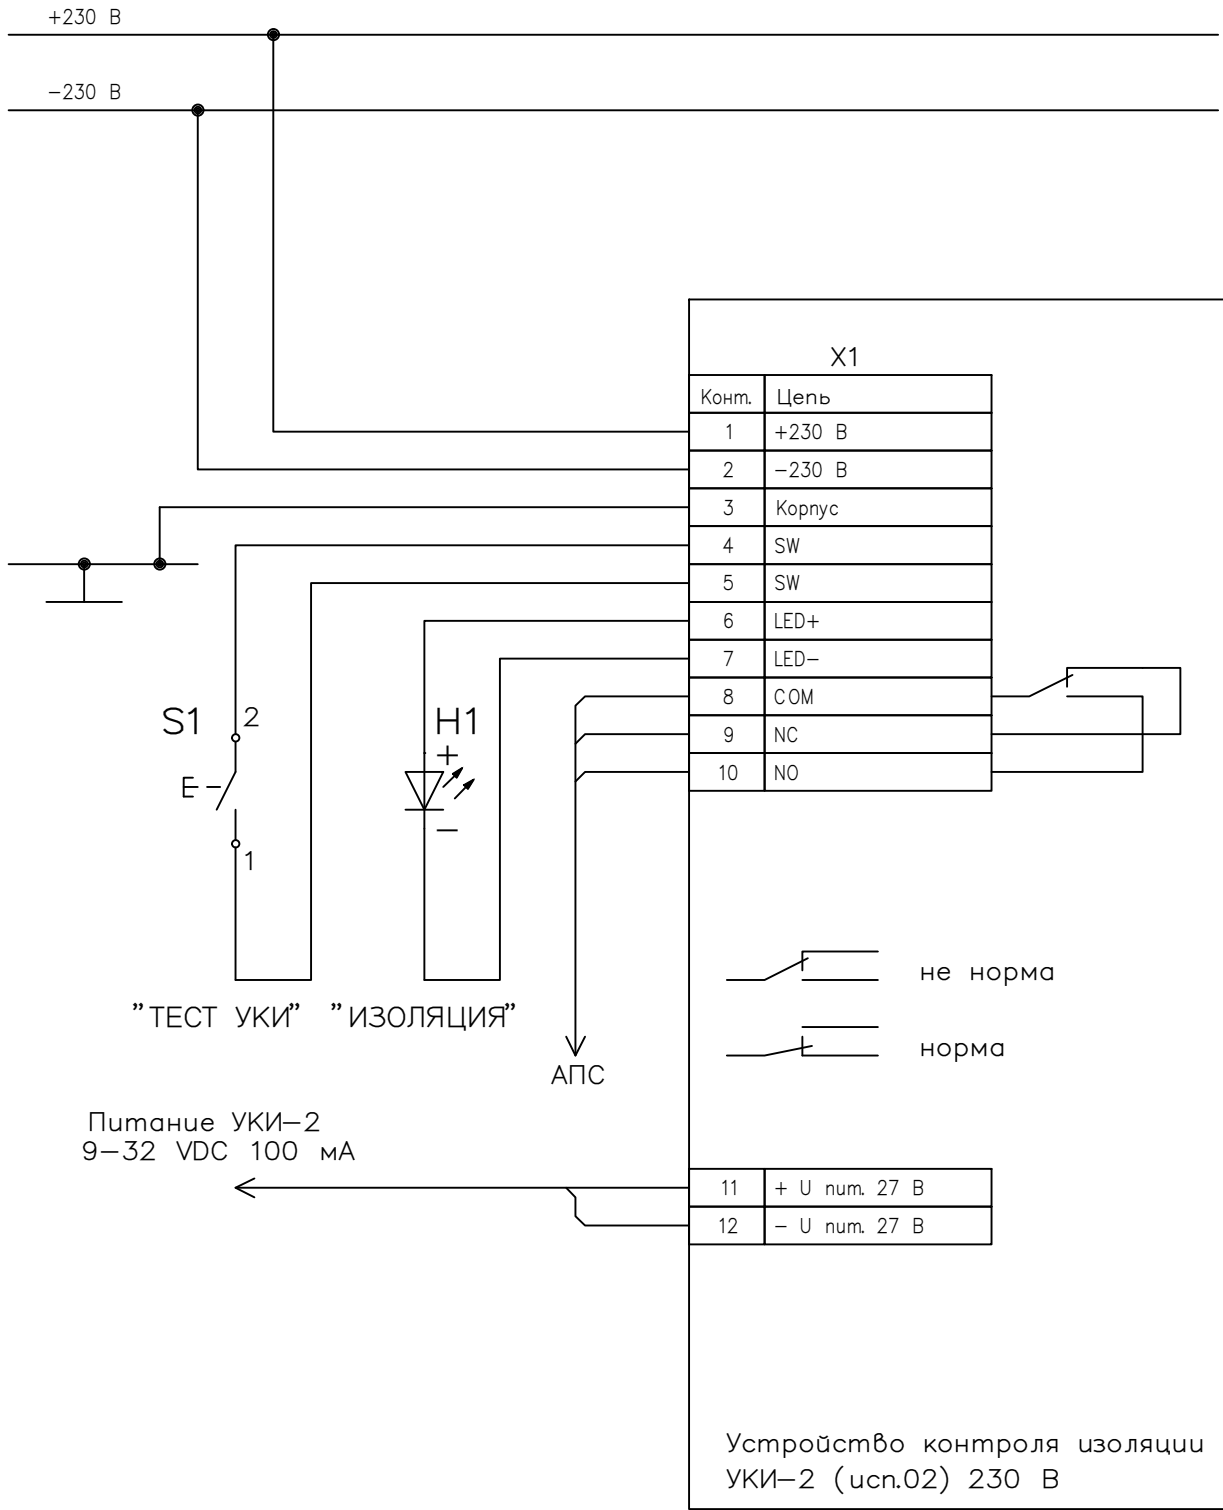 +230 В
−230 В
X1
Конт. Цепь
1 +230 В
2 −230 В
3 Корпус
4 SW
5 SW
6 LED+
7 LED−
8 COM
9 NC
10 NO
S1 2
1
H1
+
−
не норма
"ТЕСТ УКИ" "ИЗОЛЯЦИЯ"
норма
АПС
Питание УКИ−2
9−32 VDC 100 мА
11 + U пит. 27 В
12 − U пит. 27 В
Устройство контроля изоляции
УКИ−2 (исп.02) 230 В